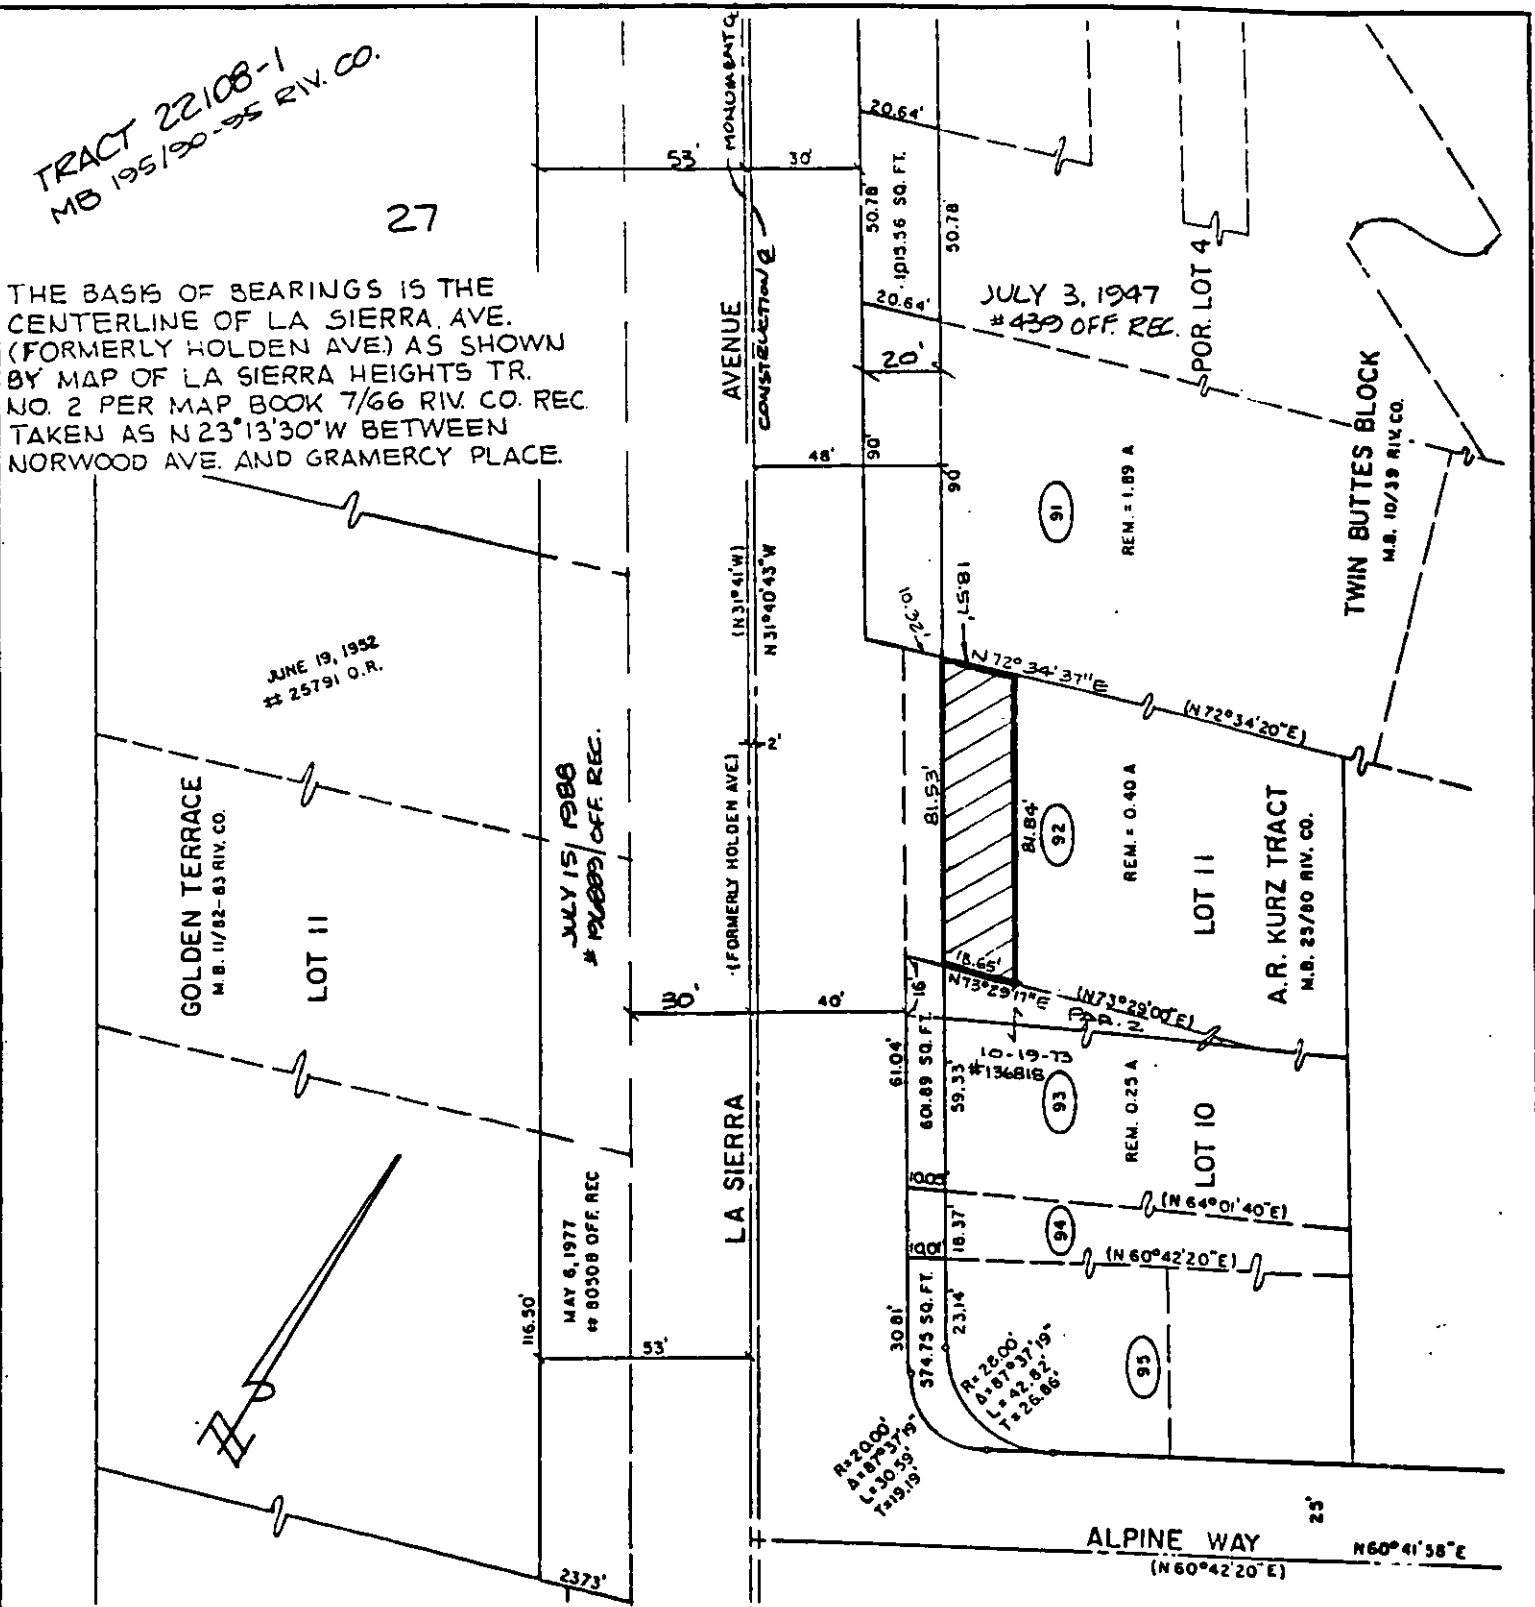 TRACT 22108-1
MB 195/90-95 RIV. CO.
27
THE BASIS OF BEARINGS IS THE
CENTERLINE OF LA SIERRA. AVE.
(FORMERLY HOLDEN AVE.) AS SHOWN
BY MAP OF LA SIERRA HEIGHTS TR.
NO. 2 PER MAP BOOK 7/66 RIV. CO. REC.
TAKEN AS N 23°13'30"W BETWEEN
NORWOOD AVE. AND GRAMERCY PLACE.
53'
30'
MONUMENT ℄
CONSTRUCTION ℄
AVENUE
20.64'
50.78'
1015.56 SQ. FT.
50.78'
20.64'
20'
JULY 3, 1947
#439 OFF. REC.
POR. LOT 4
TWIN BUTTES BLOCK
M.B. 10/39 RIV. CO.
48'
90'
90'
91
REM. = 1.89 A
(N31°41'W)
N31°40'43"W
23.01'
18.57'
N72°34'37"E
(N72°34'20"E)
JUNE 19, 1952
# 25791 O.R.
JULY 15, 1988
OFF. REC.
2'
(FORMERLY HOLDEN AVE.)
81.53'
81.84'
92
REM. = 0.40 A
LOT 11
A.R. KURZ TRACT
M.B. 25/80 RIV. CO.
GOLDEN TERRACE
M.B. 11/82-83 RIV. CO.
LOT 11
30'
40'
16'
18.65'
N73°29'17"E
(N73°29'00"E)
PAR. 2
10-19-73
#136818
61.04'
601.89 SQ. FT.
59.33'
93
REM. 0.25 A
LOT 10
LA SIERRA
10.05'
(N 64°01'40"E)
94
18.37'
10.01'
(N 60°42'20"E)
MAY 6, 1977
# 80508 OFF. REC
116.50'
53'
30.81'
574.75 SQ. FT.
23.14'
R=28.00'
Δ=87°37'19"
L=42.82'
T=26.86'
95
R=20.00'
Δ=87°37'19"
L=30.59'
T=19.19'
N
25'
ALPINE WAY
N60°41'58"E
(N60°42'20"E)
23.73'